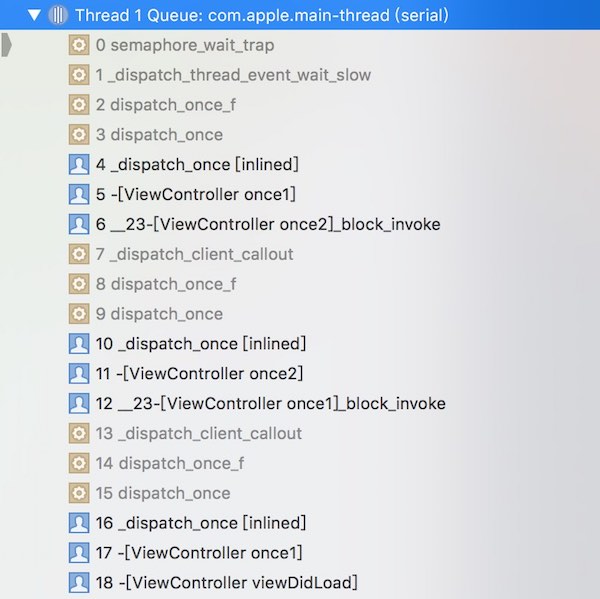 Thread 1 Queue: com.apple.main-thread (serial)
0 semaphore_wait_trap
1 _dispatch_thread_event_wait_slow
2 dispatch_once_f
3 dispatch_once
4 _dispatch_once [inlined]
5 -[ViewController once1]
6 __23-[ViewController once2]_block_invoke
7 _dispatch_client_callout
8 dispatch_once_f
9 dispatch_once
10 _dispatch_once [inlined]
11 -[ViewController once2]
12 __23-[ViewController once1]_block_invoke
13 _dispatch_client_callout
14 dispatch_once_f
15 dispatch_once
16 _dispatch_once [inlined]
17 -[ViewController once1]
18 -[ViewController viewDidLoad]